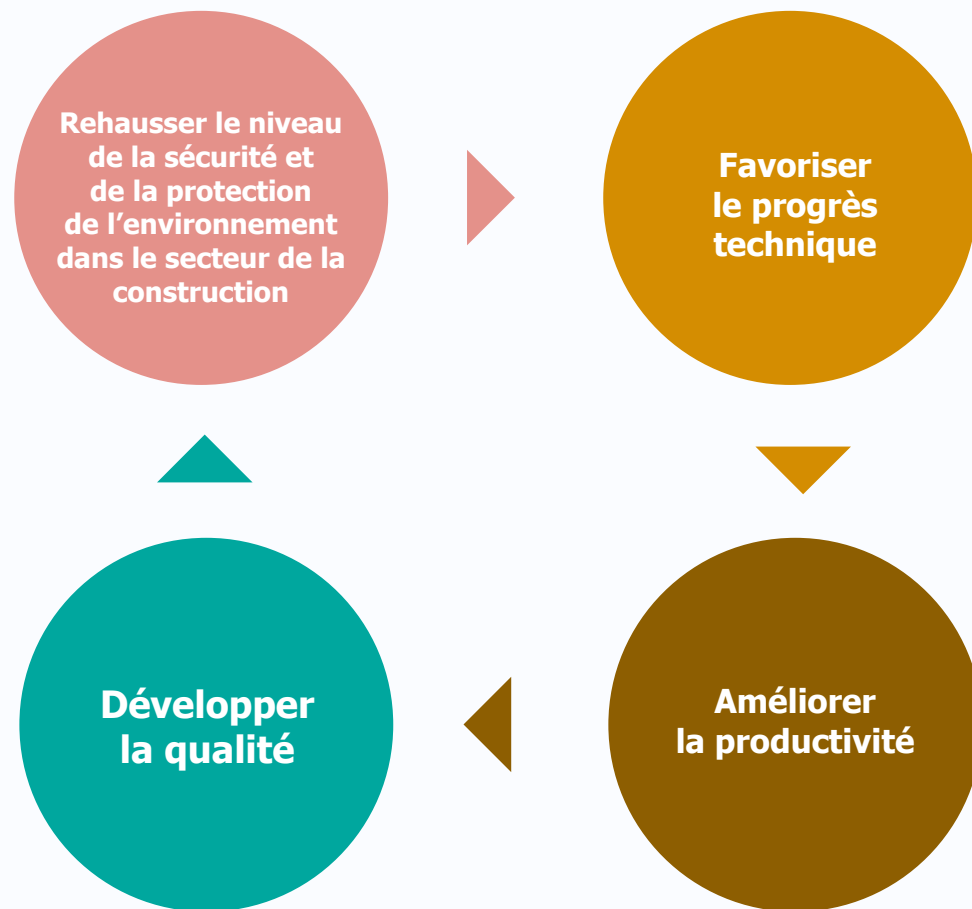 Rehausser le niveau
de la sécurité et
de la protection
de l’environnement
dans le secteur de la
construction
Favoriser
le progrès
technique
Développer
la qualité
Améliorer
la productivité